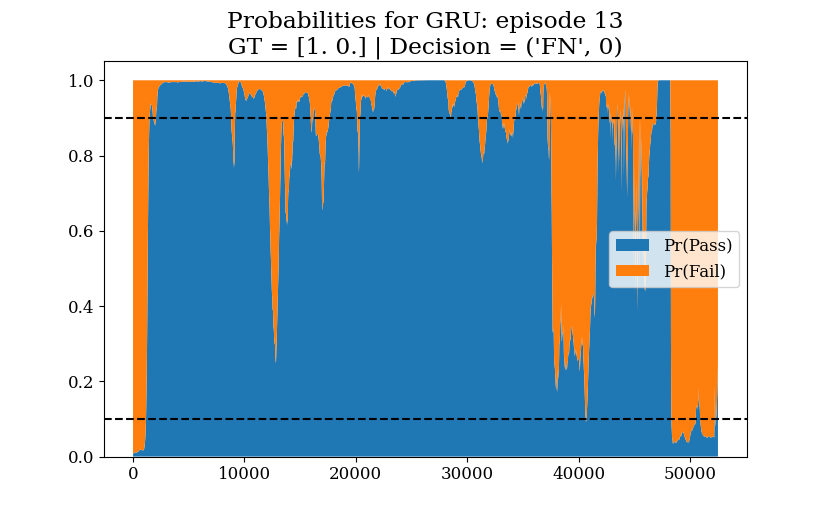 Probabilities for GRU: episode 13
GT = [1. 0.] | Decision = ('FN', 0)
1.0
0.8
0.6
0.4
0.2
0.0
Pr(Pass)
Pr(Fail)
0 10000 20000 30000 40000 50000